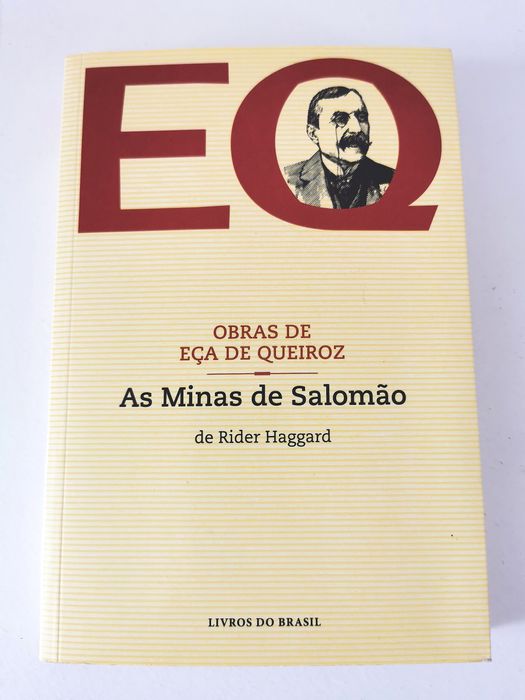 EQ
OBRAS DE
EÇA DE QUEIROZ
As Minas de Salomão
de Rider Haggard
LIVROS DO BRASIL